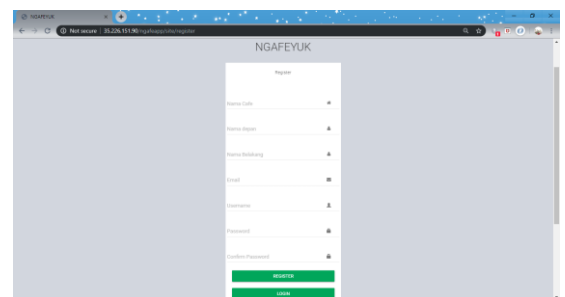 NGAFEYUK
Not secure | 35.226.151.90/ngafeapp/site/register
NGAFEYUK
Register
Nama Cafe
Nama depan
Nama Belakang
Email
Username
Password
Confirm Password
REGISTER
LOGIN